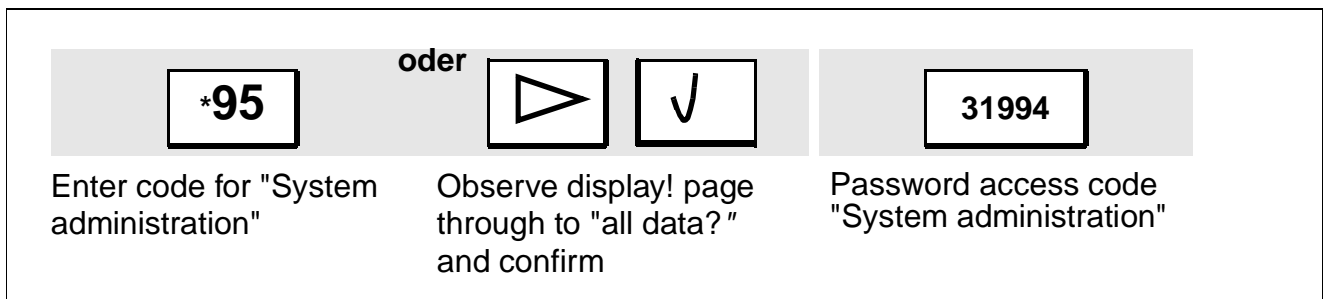 *95
oder
31994
Enter code for "System
administration"
Observe display! page
through to "all data?"
and confirm
Password access code
"System administration"